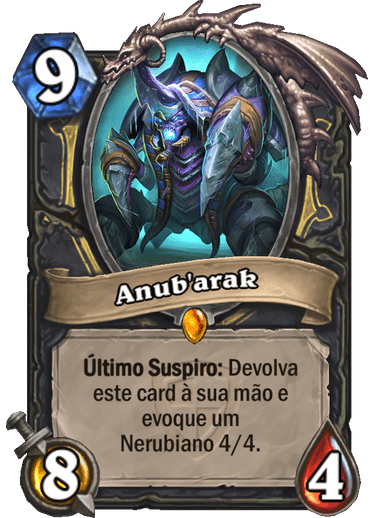 9
Anub'arak
Último Suspiro: Devolva
este card à sua mão e
evoque um
Nerubiano 4/4.
8
4